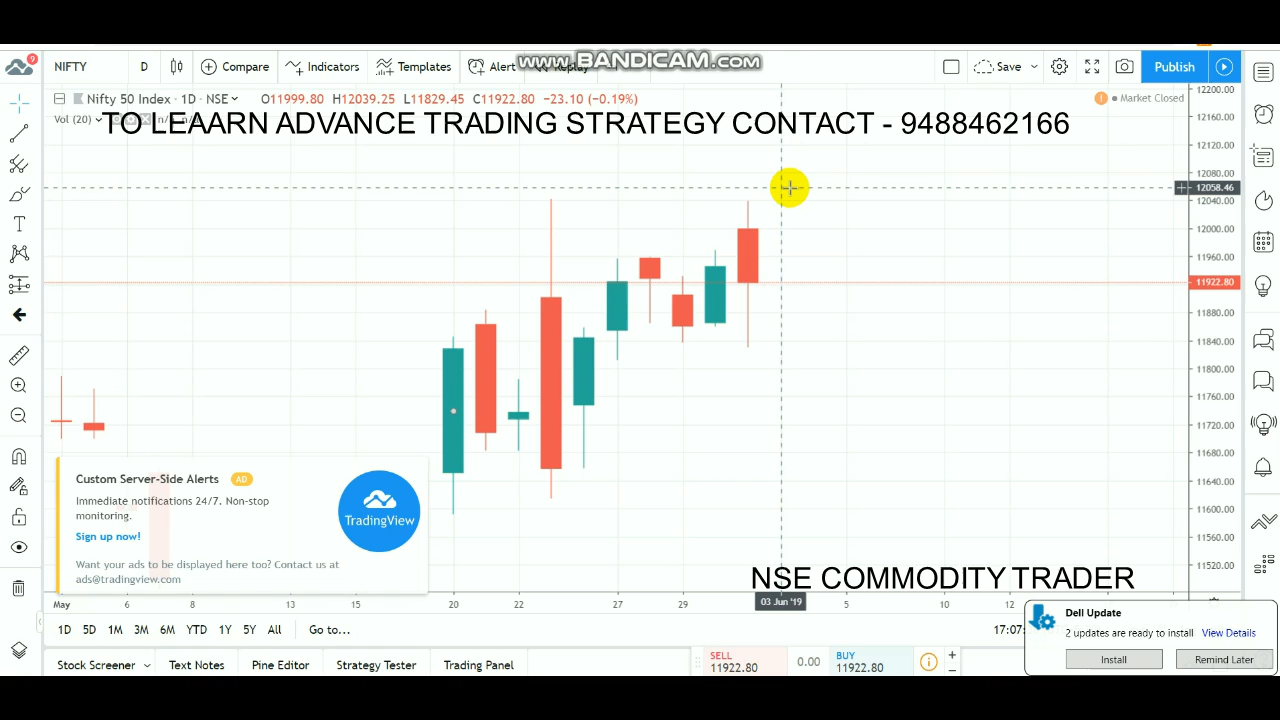 www.BANDICAM.com
9
NIFTY D Compare Indicators Templates Alert Replay Save Publish
Nifty 50 Index · 1D · NSE O11999.80 H12039.25 L11829.45 C11922.80 −23.10 (−0.19%)
Market Closed
Vol (20) n/a n/a
TO LEAARN ADVANCE TRADING STRATEGY CONTACT - 9488462166
12200.00
12160.00
12120.00
12080.00
12058.46
12040.00
12000.00
11960.00
11922.80
11880.00
11840.00
11800.00
11760.00
11720.00
11680.00
11640.00
11600.00
11560.00
11520.00
Custom Server-Side Alerts AD
Immediate notifications 24/7. Non-stop
monitoring.
Sign up now!
Want your ads to be displayed here too? Contact us at
ads@tradingview.com
TradingView
NSE COMMODITY TRADER
May 6 8 13 15 20 22 27 29 03 Jun '19 5 10 12
1D 5D 1M 3M 6M YTD 1Y 5Y All Go to...
17:07:
Dell Update
2 updates are ready to install View Details
Install Remind Later
Stock Screener Text Notes Pine Editor Strategy Tester Trading Panel
SELL
11922.80
0.00
BUY
11922.80